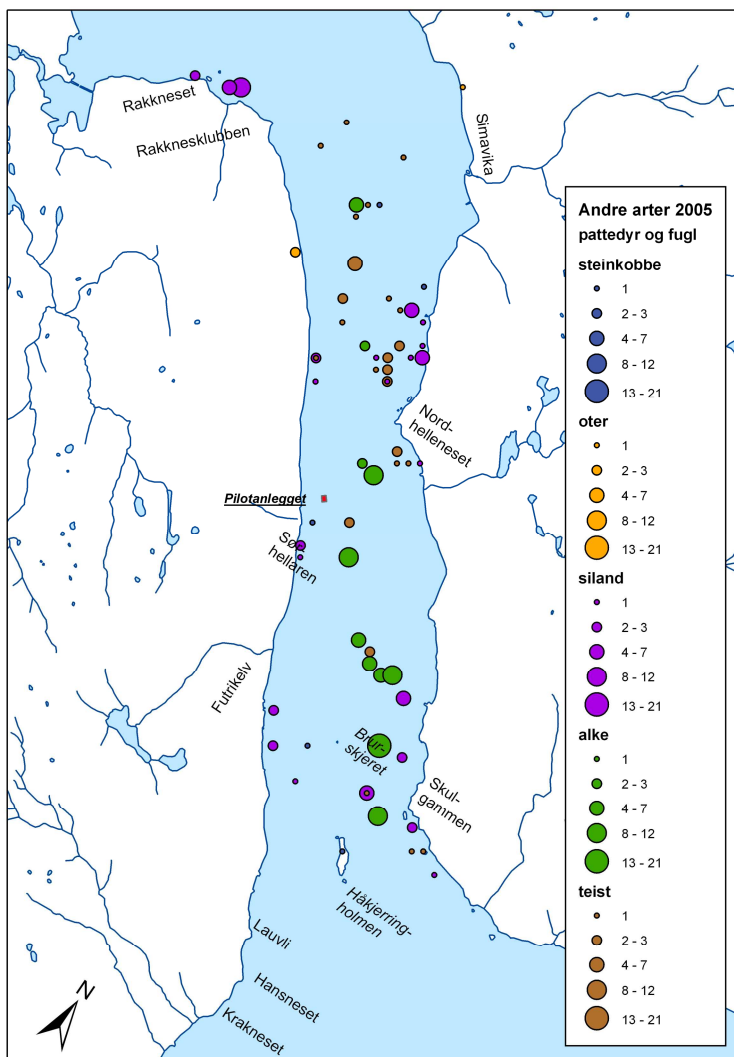 Rakkneset
Rakknesklubben
Simavika
Nord-
helleneset
Pilotanlegget
Sør-
hellaren
Futrikelv
Brur-
skjeret
Skul-
gammen
Håkjerring-
holmen
Lauvli
Hansneset
Krakneset
N
Andre arter 2005
pattedyr og fugl
steinkobbe
1
2 - 3
4 - 7
8 - 12
13 - 21
oter
1
2 - 3
4 - 7
8 - 12
13 - 21
siland
1
2 - 3
4 - 7
8 - 12
13 - 21
alke
1
2 - 3
4 - 7
8 - 12
13 - 21
teist
1
2 - 3
4 - 7
8 - 12
13 - 21